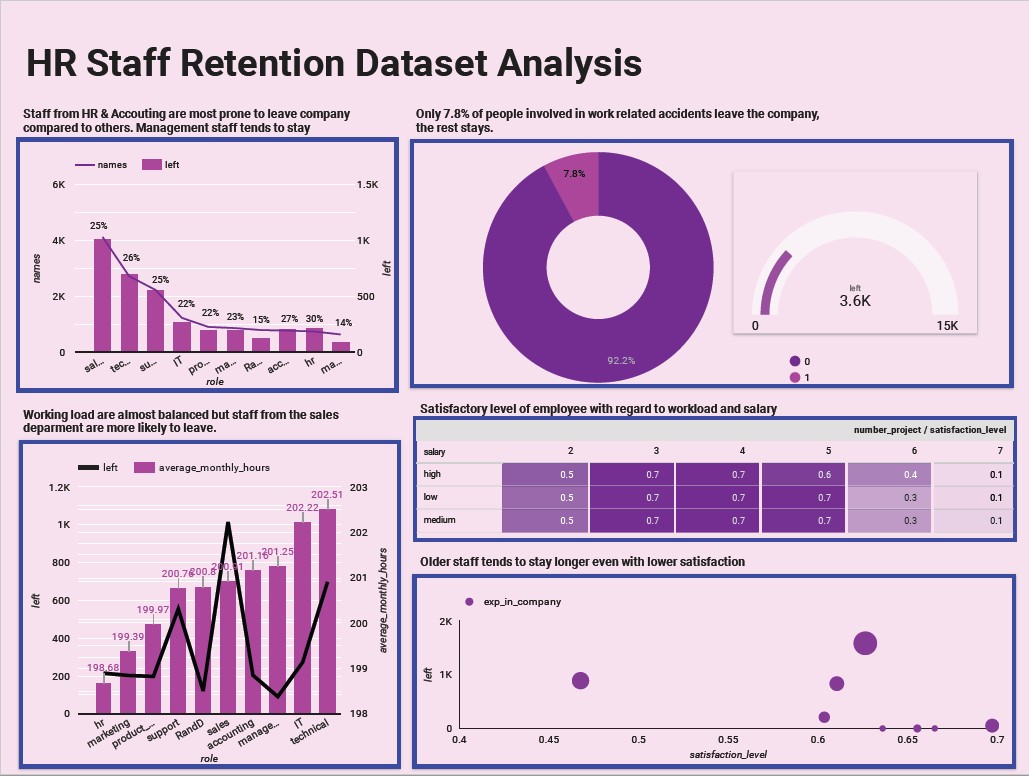 HR Staff Retention Dataset Analysis
Staff from HR & Accouting are most prone to leave company
compared to others. Management staff tends to stay
names left
6K 1.5K
25%
4K 26% 1K
25%
names left
2K 22% 22% 23% 15% 27% 30% 14% 500
0 0
sal... tec... su... IT pro... ma... Ra... acc... hr ma...
role
Only 7.8% of people involved in work related accidents leave the company,
the rest stays.
7.8%
92.2%
left
3.6K
0 15K
0
1
Working load are almost balanced but staff from the sales
deparment are more likely to leave.
left average_monthly_hours
1.2K 203
1K 202
800
201
600 200
400
199
200
0 198
left
average_monthly_hours
198.68 199.39 199.97 200.76 200.8 200.91 201.16 201.25 202.22 202.51
hr marketing product_... support RandD sales accounting manage... IT technical
role
Satisfactory level of employee with regard to workload and salary
number_project / satisfaction_level
salary 2 3 4 5 6 7
high 0.5 0.7 0.7 0.6 0.4 0.1
low 0.5 0.7 0.7 0.7 0.3 0.1
medium 0.5 0.7 0.7 0.7 0.3 0.1
Older staff tends to stay longer even with lower satisfaction
exp_in_company
2K
left
1K
0
0.4 0.45 0.5 0.55 0.6 0.65 0.7
satisfaction_level